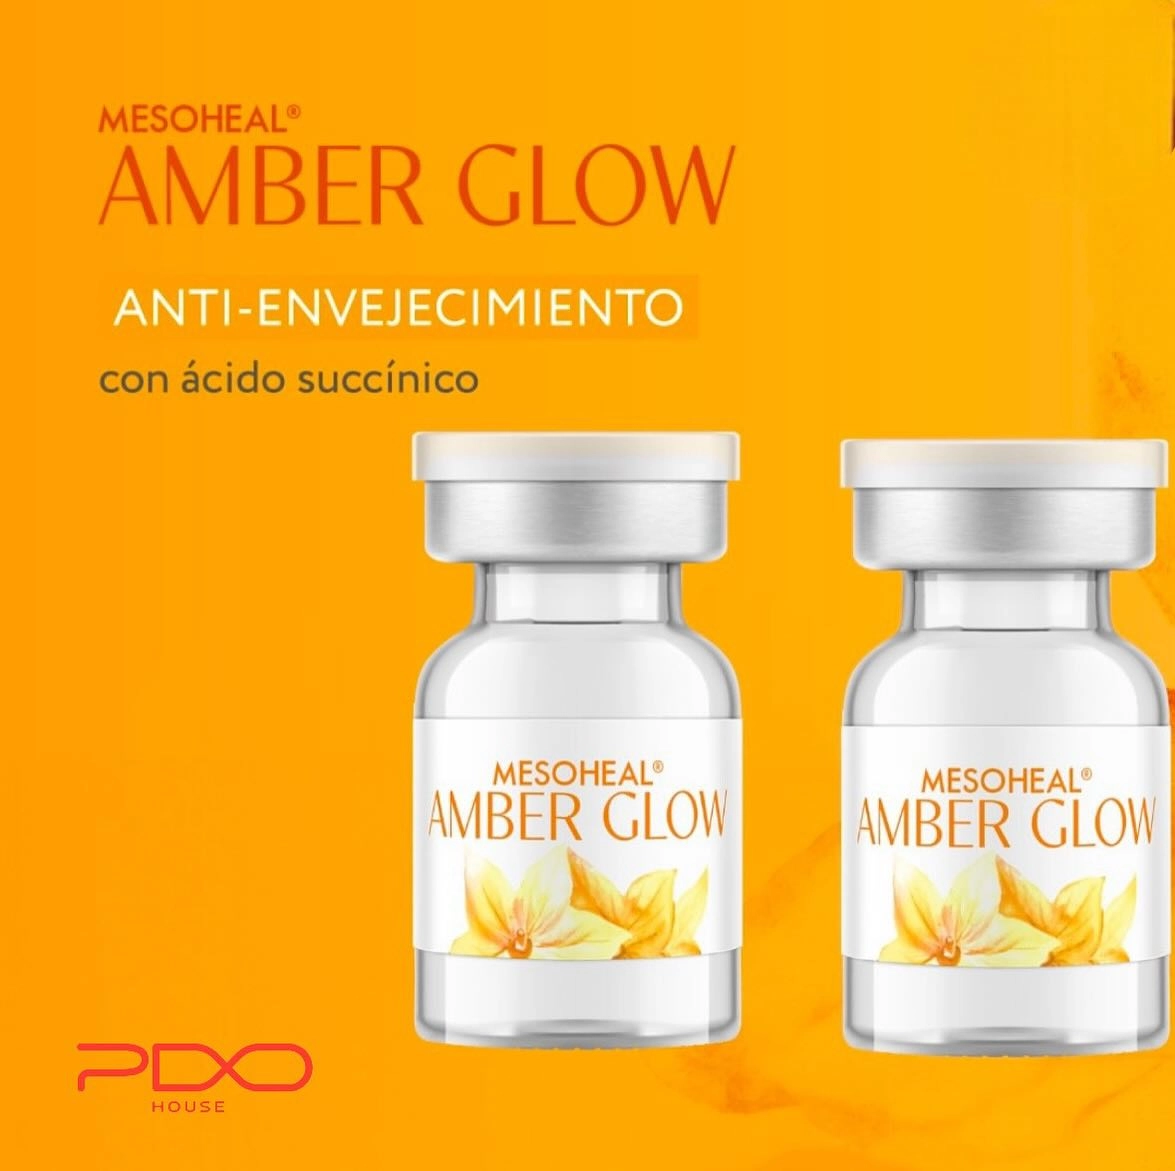 MESOHEAL®
AMBER GLOW
ANTI-ENVEJECIMIENTO
con ácido succínico
MESOHEAL®
AMBER GLOW
MESOHEAL®
AMBER GLOW
PDO
HOUSE